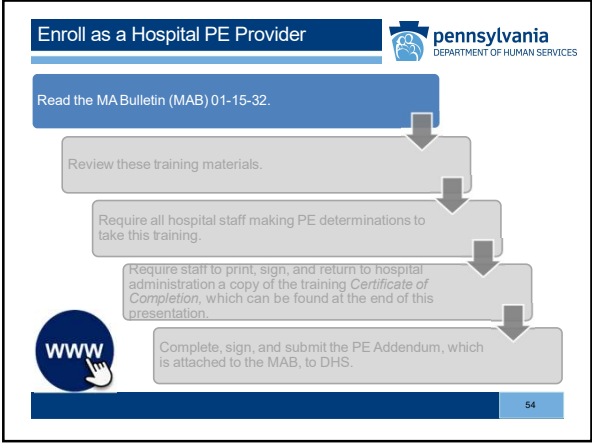 Enroll as a Hospital PE Provider
pennsylvania
DEPARTMENT OF HUMAN SERVICES
Read the MA Bulletin (MAB) 01-15-32.
Review these training materials.
Require all hospital staff making PE determinations to
take this training.
Require staff to print, sign, and return to hospital
administration a copy of the training Certificate of
Completion, which can be found at the end of this
presentation.
Complete, sign, and submit the PE Addendum, which
is attached to the MAB, to DHS.
www
54